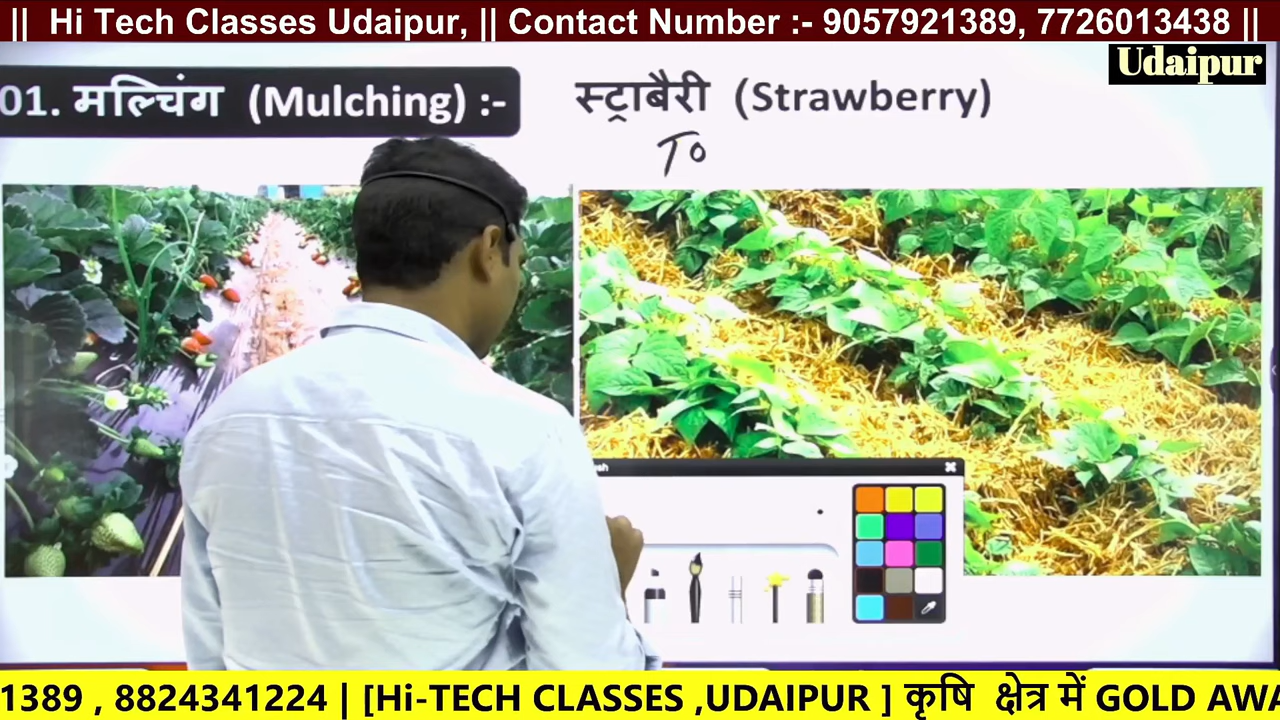 ||  Hi Tech Classes Udaipur, || Contact Number :- 9057921389, 7726013438 ||
Udaipur
01. मल्चिंग (Mulching) :-
स्ट्राबैरी (Strawberry)
To
sh
1389 , 8824341224 | [Hi-TECH CLASSES ,UDAIPUR ] कृषि क्षेत्र में GOLD AWA